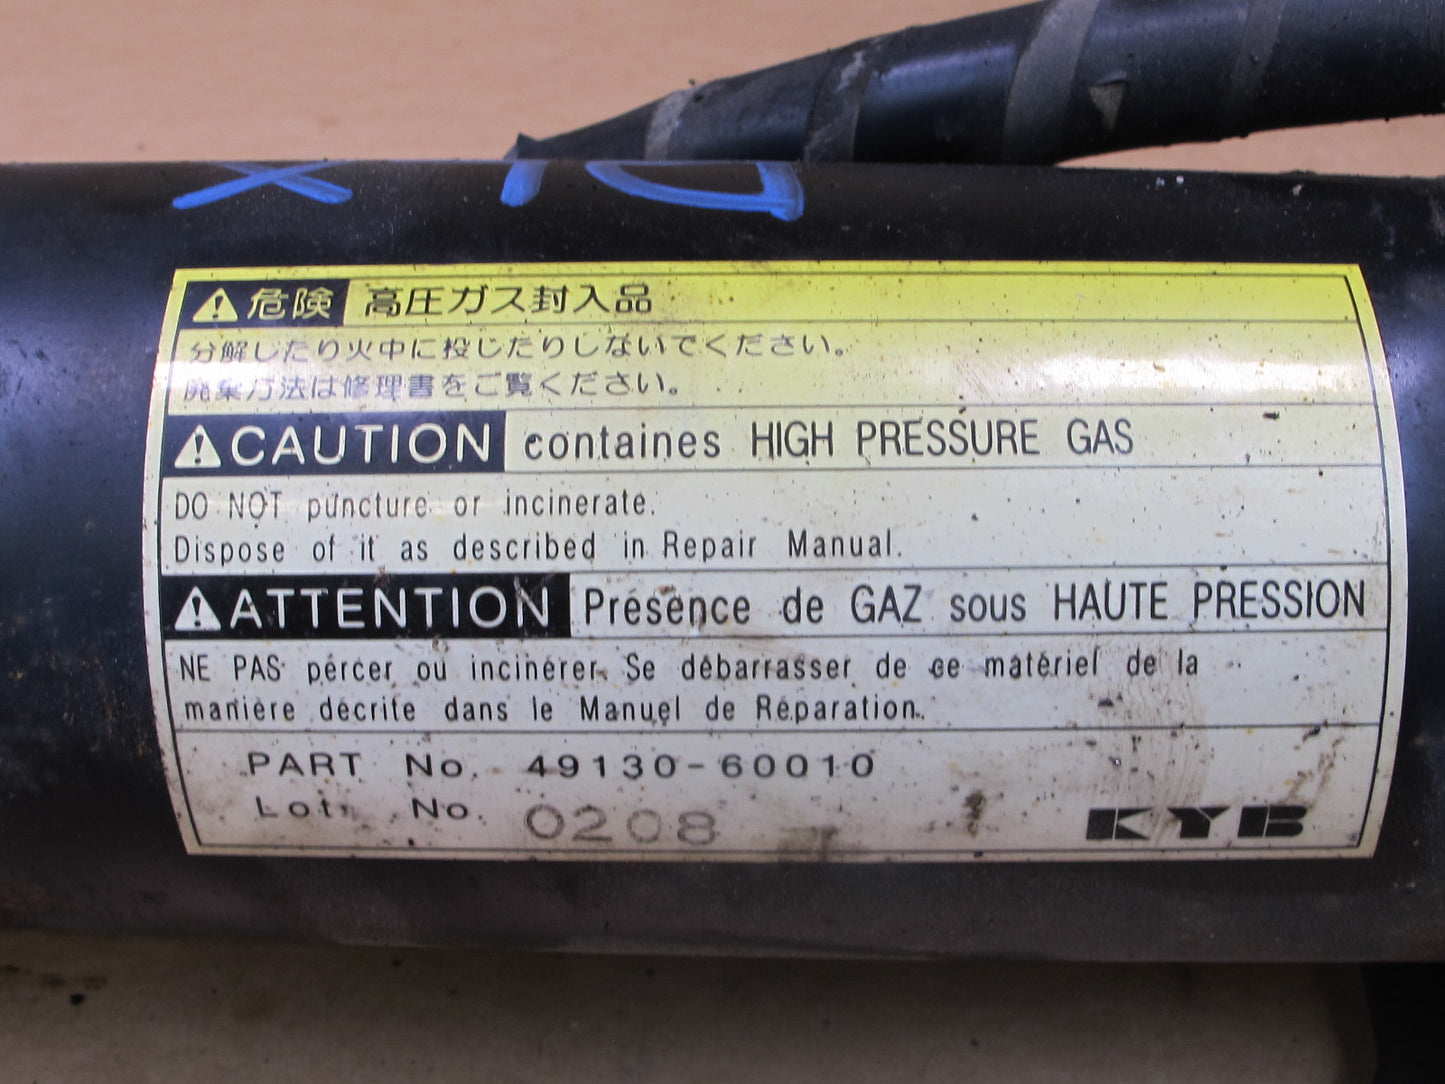 危険 高圧ガス封入品
分解したり火中に投じたりしないでください。
廃棄方法は修理書をご覧ください。
CAUTION containes HIGH PRESSURE GAS
DO NOT puncture or incinerate.
Dispose of it as described in Repair Manual.
ATTENTION Présence de GAZ sous HAUTE PRESSION
NE PAS pércer ou incinérer. Se débarrasser de ce matériel de la
manière décrite dans le Manuel de Réparation.
PART No. 49130-60010
Lot. No. 0208
KYB